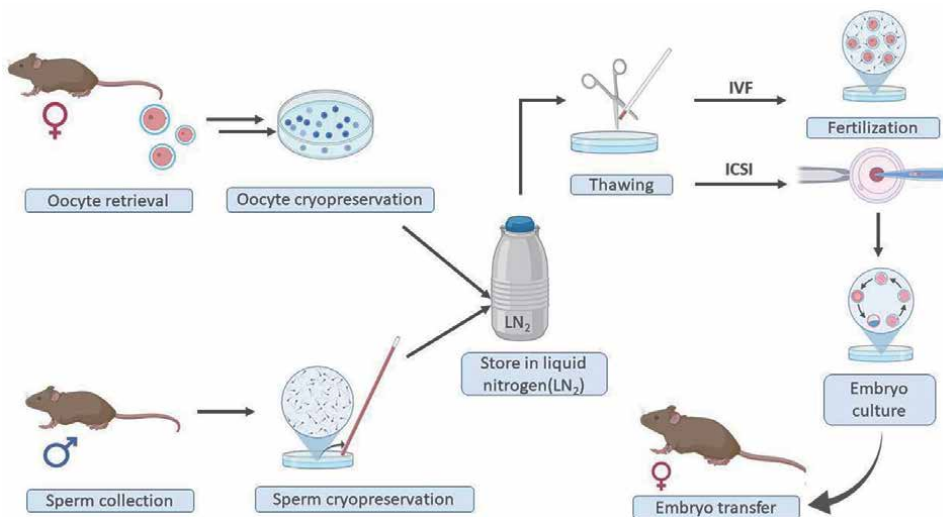 Oocyte retrieval
Oocyte cryopreservation
Sperm collection
Sperm cryopreservation
LN₂
Store in liquid
nitrogen(LN₂)
Thawing
IVF
ICSI
Fertilization
Embryo
culture
Embryo transfer